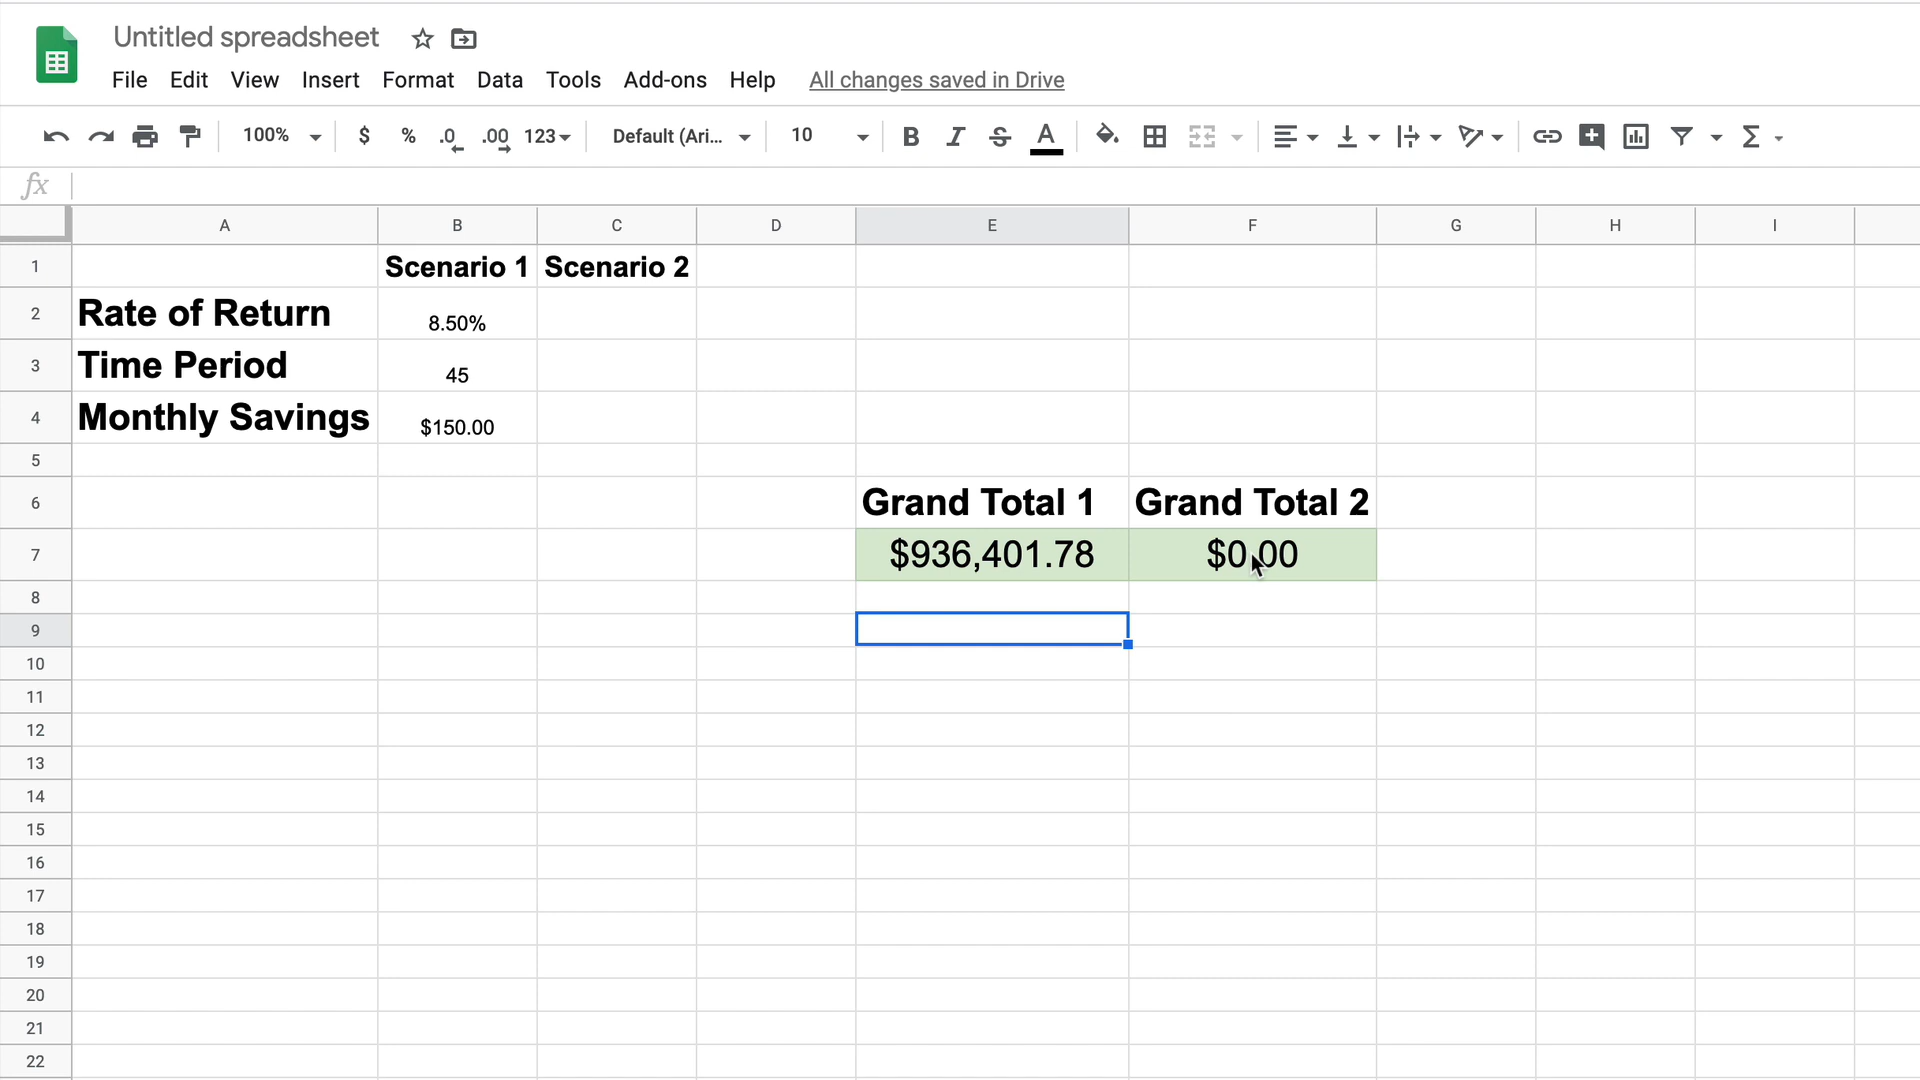 Untitled spreadsheet
File Edit View Insert Format Data Tools Add-ons Help All changes saved in Drive
100% $ % .0 .00 123 Default (Ari... 10 B I S A Σ
fx
A B C D E F G H I
1 Scenario 1 Scenario 2
2 Rate of Return 8.50%
3 Time Period 45
4 Monthly Savings $150.00
5
6 Grand Total 1 Grand Total 2
7 $936,401.78 $0.00
8
9
10
11
12
13
14
15
16
17
18
19
20
21
22